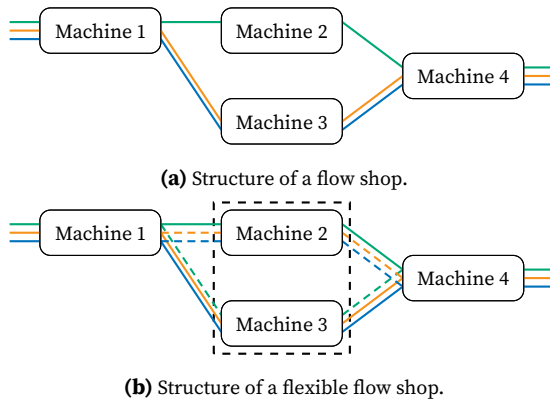 Machine 1
Machine 2
Machine 4
Machine 3
(a) Structure of a flow shop.
Machine 1
Machine 2
Machine 4
Machine 3
(b) Structure of a flexible flow shop.